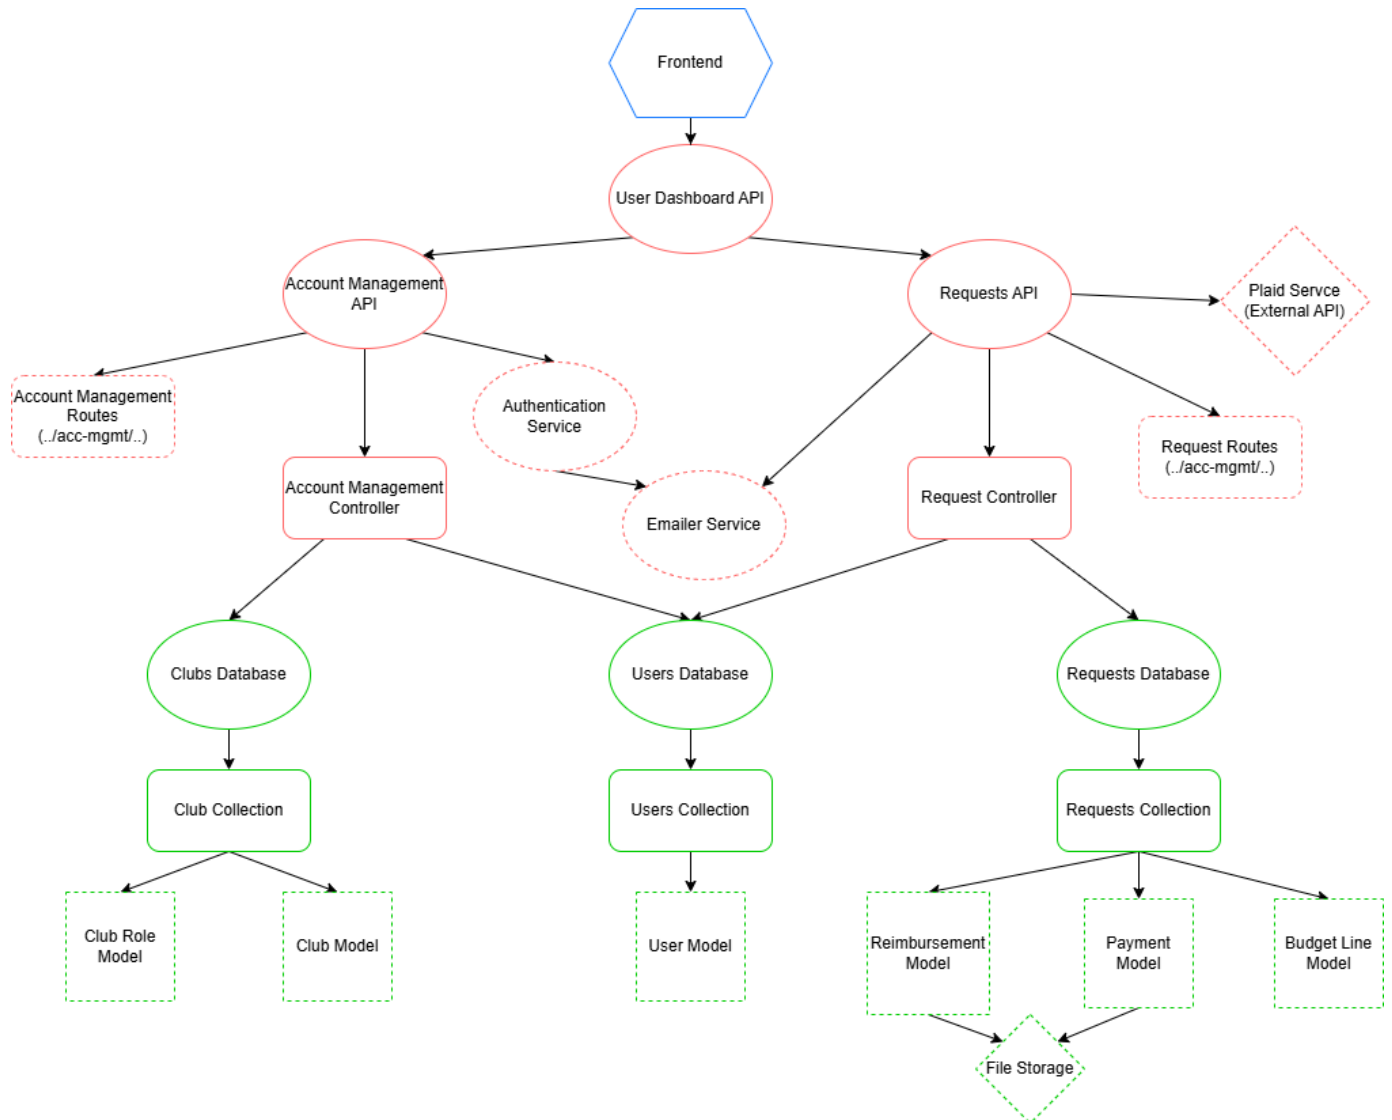 Frontend
User Dashboard API
Account Management
API
Requests API
Plaid Servce
(External API)
Account Management
Routes
(../acc-mgmt/..)
Authentication
Service
Request Routes
(../acc-mgmt/..)
Account Management
Controller
Emailer Service
Request Controller
Clubs Database
Users Database
Requests Database
Club Collection
Users Collection
Requests Collection
Club Role
Model
Club Model
User Model
Reimbursement
Model
Payment
Model
Budget Line
Model
File Storage